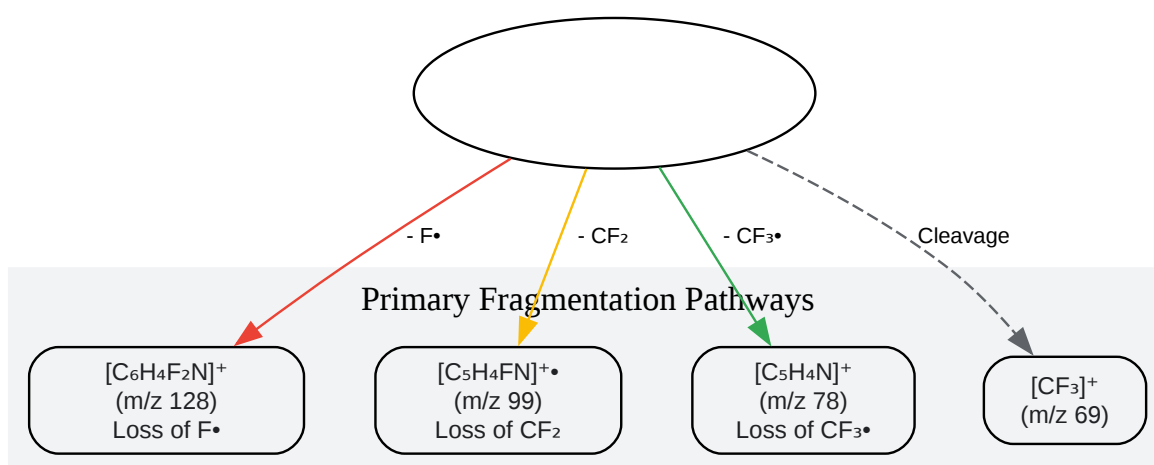 - F•
- CF₂
- CF₃•
Cleavage
Primary Fragmentation Pathways
[C₆H₄F₂N]⁺
(m/z 128)
Loss of F•
[C₅H₄FN]⁺•
(m/z 99)
Loss of CF₂
[C₅H₄N]⁺
(m/z 78)
Loss of CF₃•
[CF₃]⁺
(m/z 69)